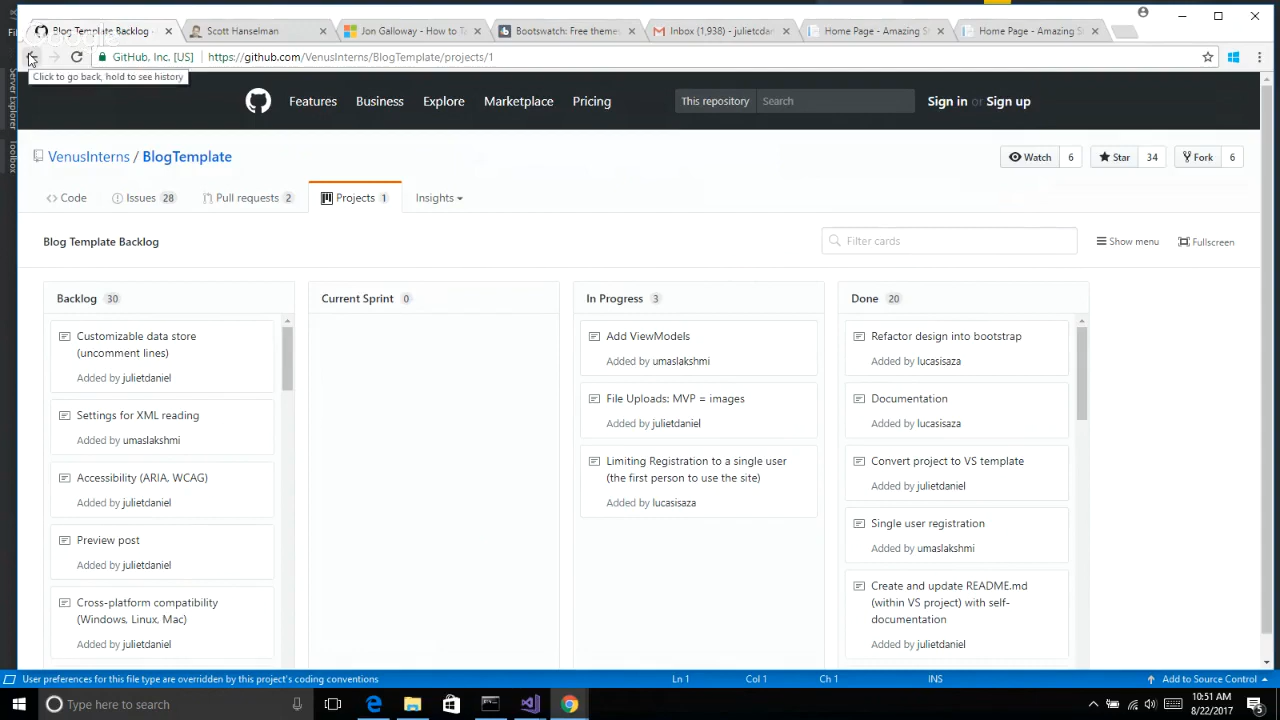 Blog Template Backlog
Scott Hanselman
Jon Galloway - How to T
Bootswatch: Free theme
Inbox (1,938) - julietcda
Home Page - Amazing S
Home Page - Amazing S
GitHub, Inc. [US]
https://github.com/VenusInterns/BlogTemplate/projects/1
Click to go back, hold to see history
Server Explorer
Toolbox
Features
Business
Explore
Marketplace
Pricing
This repository
Search
Sign in or Sign up
VenusInterns / BlogTemplate
Watch 6
Star 34
Fork 6
Code
Issues 28
Pull requests 2
Projects 1
Insights
Blog Template Backlog
Filter cards
Show menu
Fullscreen
Backlog 30
Customizable data store
(uncomment lines)
Added by julietdaniel
Settings for XML reading
Added by umaslakshmi
Accessibility (ARIA, WCAG)
Added by julietdaniel
Preview post
Added by julietdaniel
Cross-platform compatibility
(Windows, Linux, Mac)
Added by julietdaniel
Current Sprint 0
In Progress 3
Add ViewModels
Added by umaslakshmi
File Uploads: MVP = images
Added by julietdaniel
Limiting Registration to a single user
(the first person to use the site)
Added by lucasisaza
Done 20
Refactor design into bootstrap
Added by lucasisaza
Documentation
Added by lucasisaza
Convert project to VS template
Added by julietdaniel
Single user registration
Added by umaslakshmi
Create and update README.md
(within VS project) with self-
documentation
Added by julietdaniel
User preferences for this file type are overridden by this project's coding conventions
Ln 1
Col 1
Ch 1
INS
Add to Source Control
Type here to search
10:51 AM
8/22/2017
5